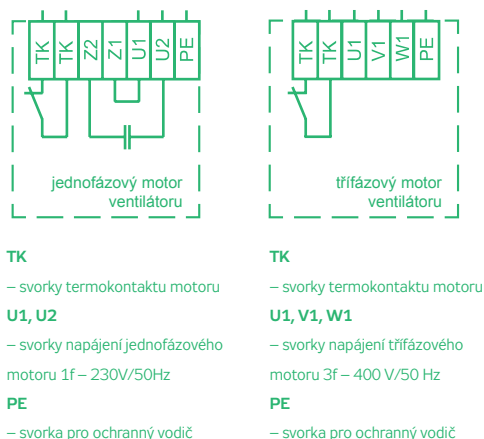 TK TK Z2 Z1 U1 U2 PE
jednofázový motor
ventilátoru
TK
– svorky termokontaktu motoru
U1, U2
– svorky napájení jednofázového
motoru 1f – 230V/50Hz
PE
– svorka pro ochranný vodič
TK TK U1 V1 W1 PE
třífázový motor
ventilátoru
TK
– svorky termokontaktu motoru
U1, V1, W1
– svorky napájení třífázového
motoru 3f – 400 V/50 Hz
PE
– svorka pro ochranný vodič